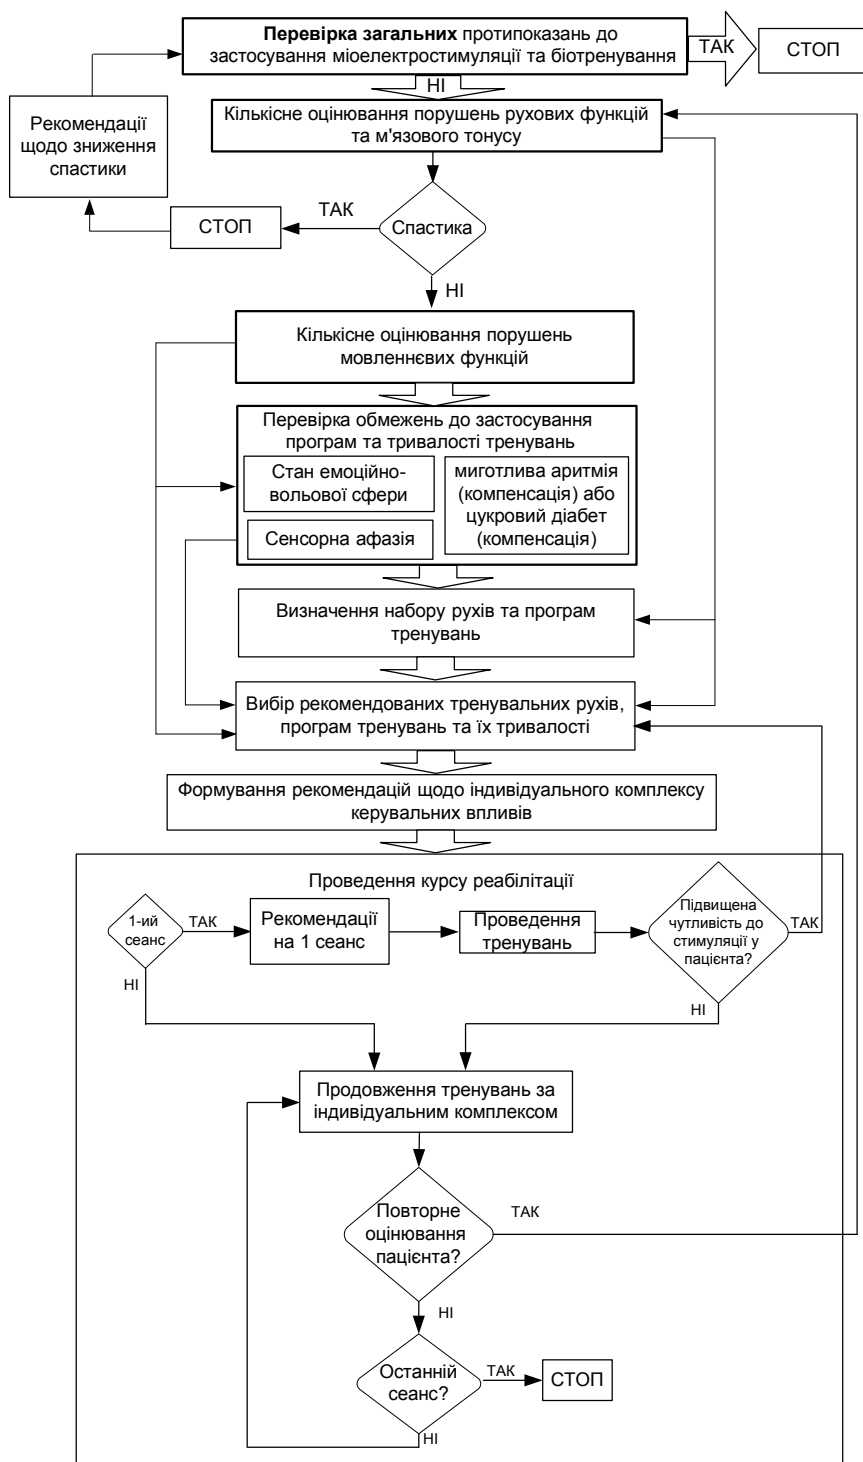 Перевірка загальних протипоказань до
застосування міоелектростимуляції та біотренування
ТАК
СТОП
НІ
Кількісне оцінювання порушень рухових функцій
та м'язового тонусу
Рекомендації
щодо зниження
спастики
ТАК
СТОП
Спастика
НІ
Кількісне оцінювання порушень
мовленнєвих функцій
Перевірка обмежень до застосування
програм та тривалості тренувань
Стан емоційно-
вольової сфери
Сенсорна афазія
миготлива аритмія
(компенсація) або
цукровий діабет
(компенсація)
Визначення набору рухів та програм
тренувань
Вибір рекомендованих тренувальних рухів,
програм тренувань та їх тривалості
Формування рекомендацій щодо індивідуального комплексу
керувальних впливів
Проведення курсу реабілітації
1-ий
сеанс
ТАК
Рекомендації
на 1 сеанс
Проведення
тренувань
Підвищена
чутливість до
стимуляції у
пацієнта?
ТАК
НІ
НІ
Продовження тренувань за
індивідуальним комплексом
Повторне
оцінювання
пацієнта?
ТАК
НІ
Останній
сеанс?
ТАК
СТОП
НІ